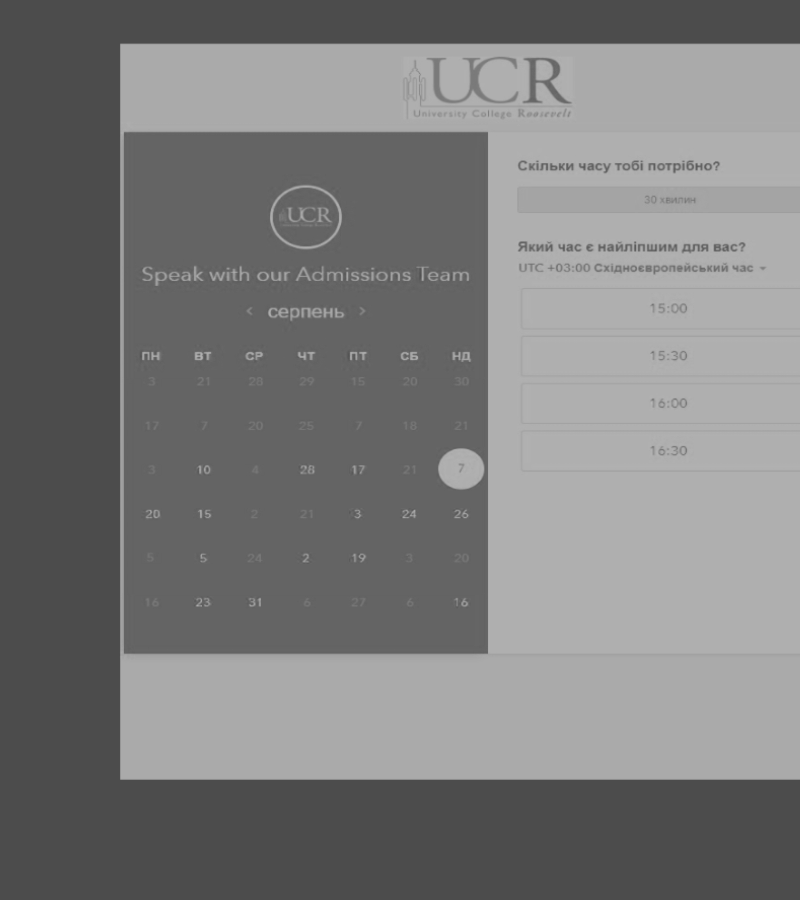 UCR
University College Roosevelt
UCR
Speak with our Admissions Team
‹ серпень ›
ПН ВТ СР ЧТ ПТ СБ НД
3 21 28 29 15 20 30
17 7 20 25 7 18 21
3 10 4 28 17 21 7
20 15 2 21 3 24 26
5 5 24 2 19 3 20
16 23 31 6 27 6 16
Скільки часу тобі потрібно?
30 хвилин
Який час є найліпшим для вас?
UTC +03:00 Східноєвропейський час
15:00
15:30
16:00
16:30